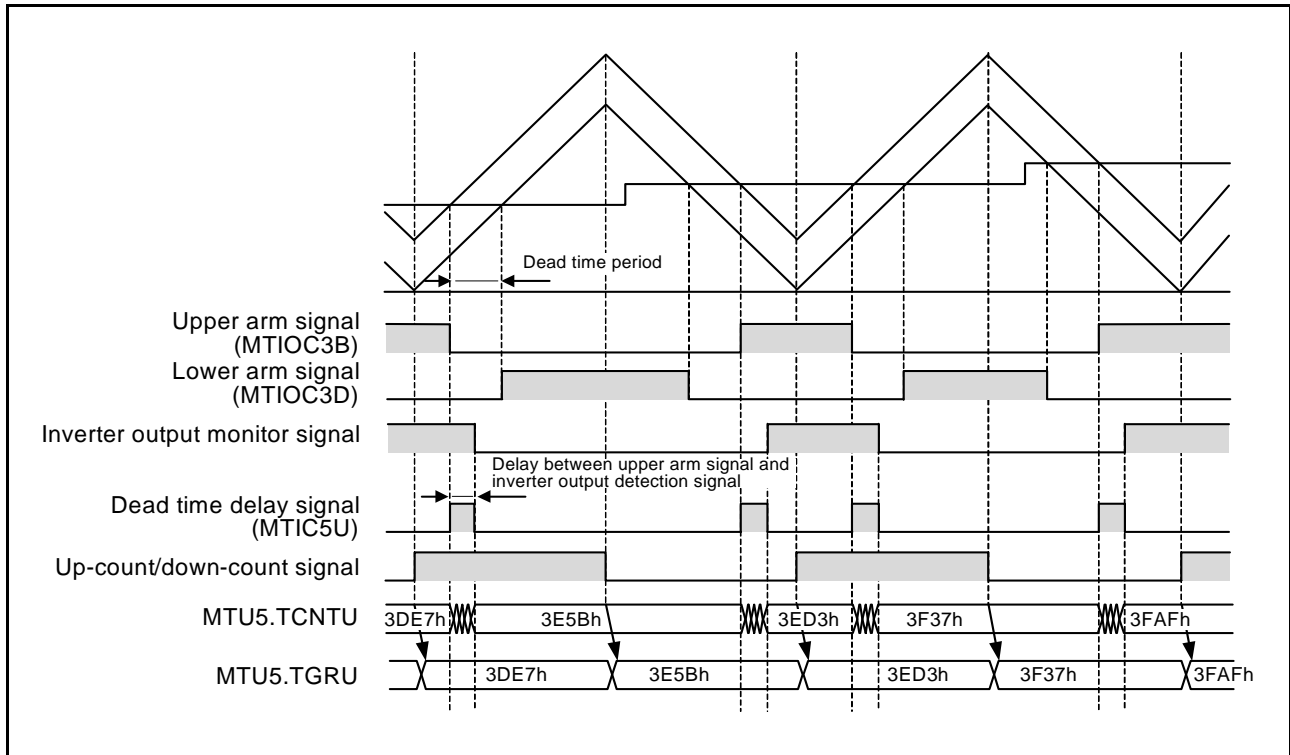 Dead time period
Upper arm signal
(MTIOC3B)
Lower arm signal
(MTIOC3D)
Inverter output monitor signal
Delay between upper arm signal and
inverter output detection signal
Dead time delay signal
(MTIC5U)
Up-count/down-count signal
MTU5.TCNTU 3DE7h 3E5Bh 3ED3h 3F37h 3FAFh
MTU5.TGRU 3DE7h 3E5Bh 3ED3h 3F37h 3FAFh